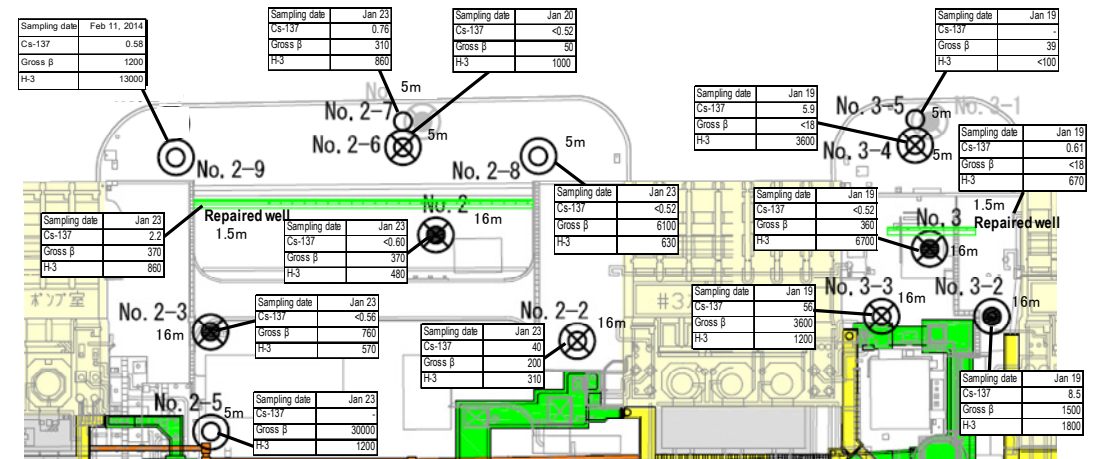 Sampling date Feb 11, 2014
Cs-137 0.58
Gross β 1200
H-3 13000
Sampling date Jan 23
Cs-137 0.76
Gross β 310
H-3 860
Sampling date Jan 20
Cs-137 <0.52
Gross β 50
H-3 1000
Sampling date Jan 19
Cs-137 -
Gross β 39
H-3 <100
No. 2-7
5m
No. 2-6
5m
No. 2-9
No. 2-8
5m
Sampling date Jan 19
Cs-137 5.9
Gross β <18
H-3 3600
No. 3-5
No. 3-1
5m
No. 3-4
5m
Sampling date Jan 19
Cs-137 0.61
Gross β <18
H-3 670
Sampling date Jan 23
Cs-137 2.2
Gross β 370
H-3 860
Repaired well
1.5m
Sampling date Jan 23
Cs-137 <0.60
Gross β 370
H-3 480
No. 2
16m
Sampling date Jan 23
Cs-137 <0.52
Gross β 6100
H-3 630
Sampling date Jan 19
Cs-137 <0.52
Gross β 360
H-3 6700
No. 3
16m
1.5m
Repaired well
ポンプ室
No. 2-3
16m
Sampling date Jan 23
Cs-137 <0.56
Gross β 760
H-3 570
Sampling date Jan 23
Cs-137 40
Gross β 200
H-3 310
No. 2-2
16m
#3
Sampling date Jan 19
Cs-137 56
Gross β 3600
H-3 1200
No. 3-3
16m
No. 3-2
16m
Sampling date Jan 19
Cs-137 8.5
Gross β 1500
H-3 1800
No. 2-5
5m
Sampling date Jan 23
Cs-137 -
Gross β 30000
H-3 1200